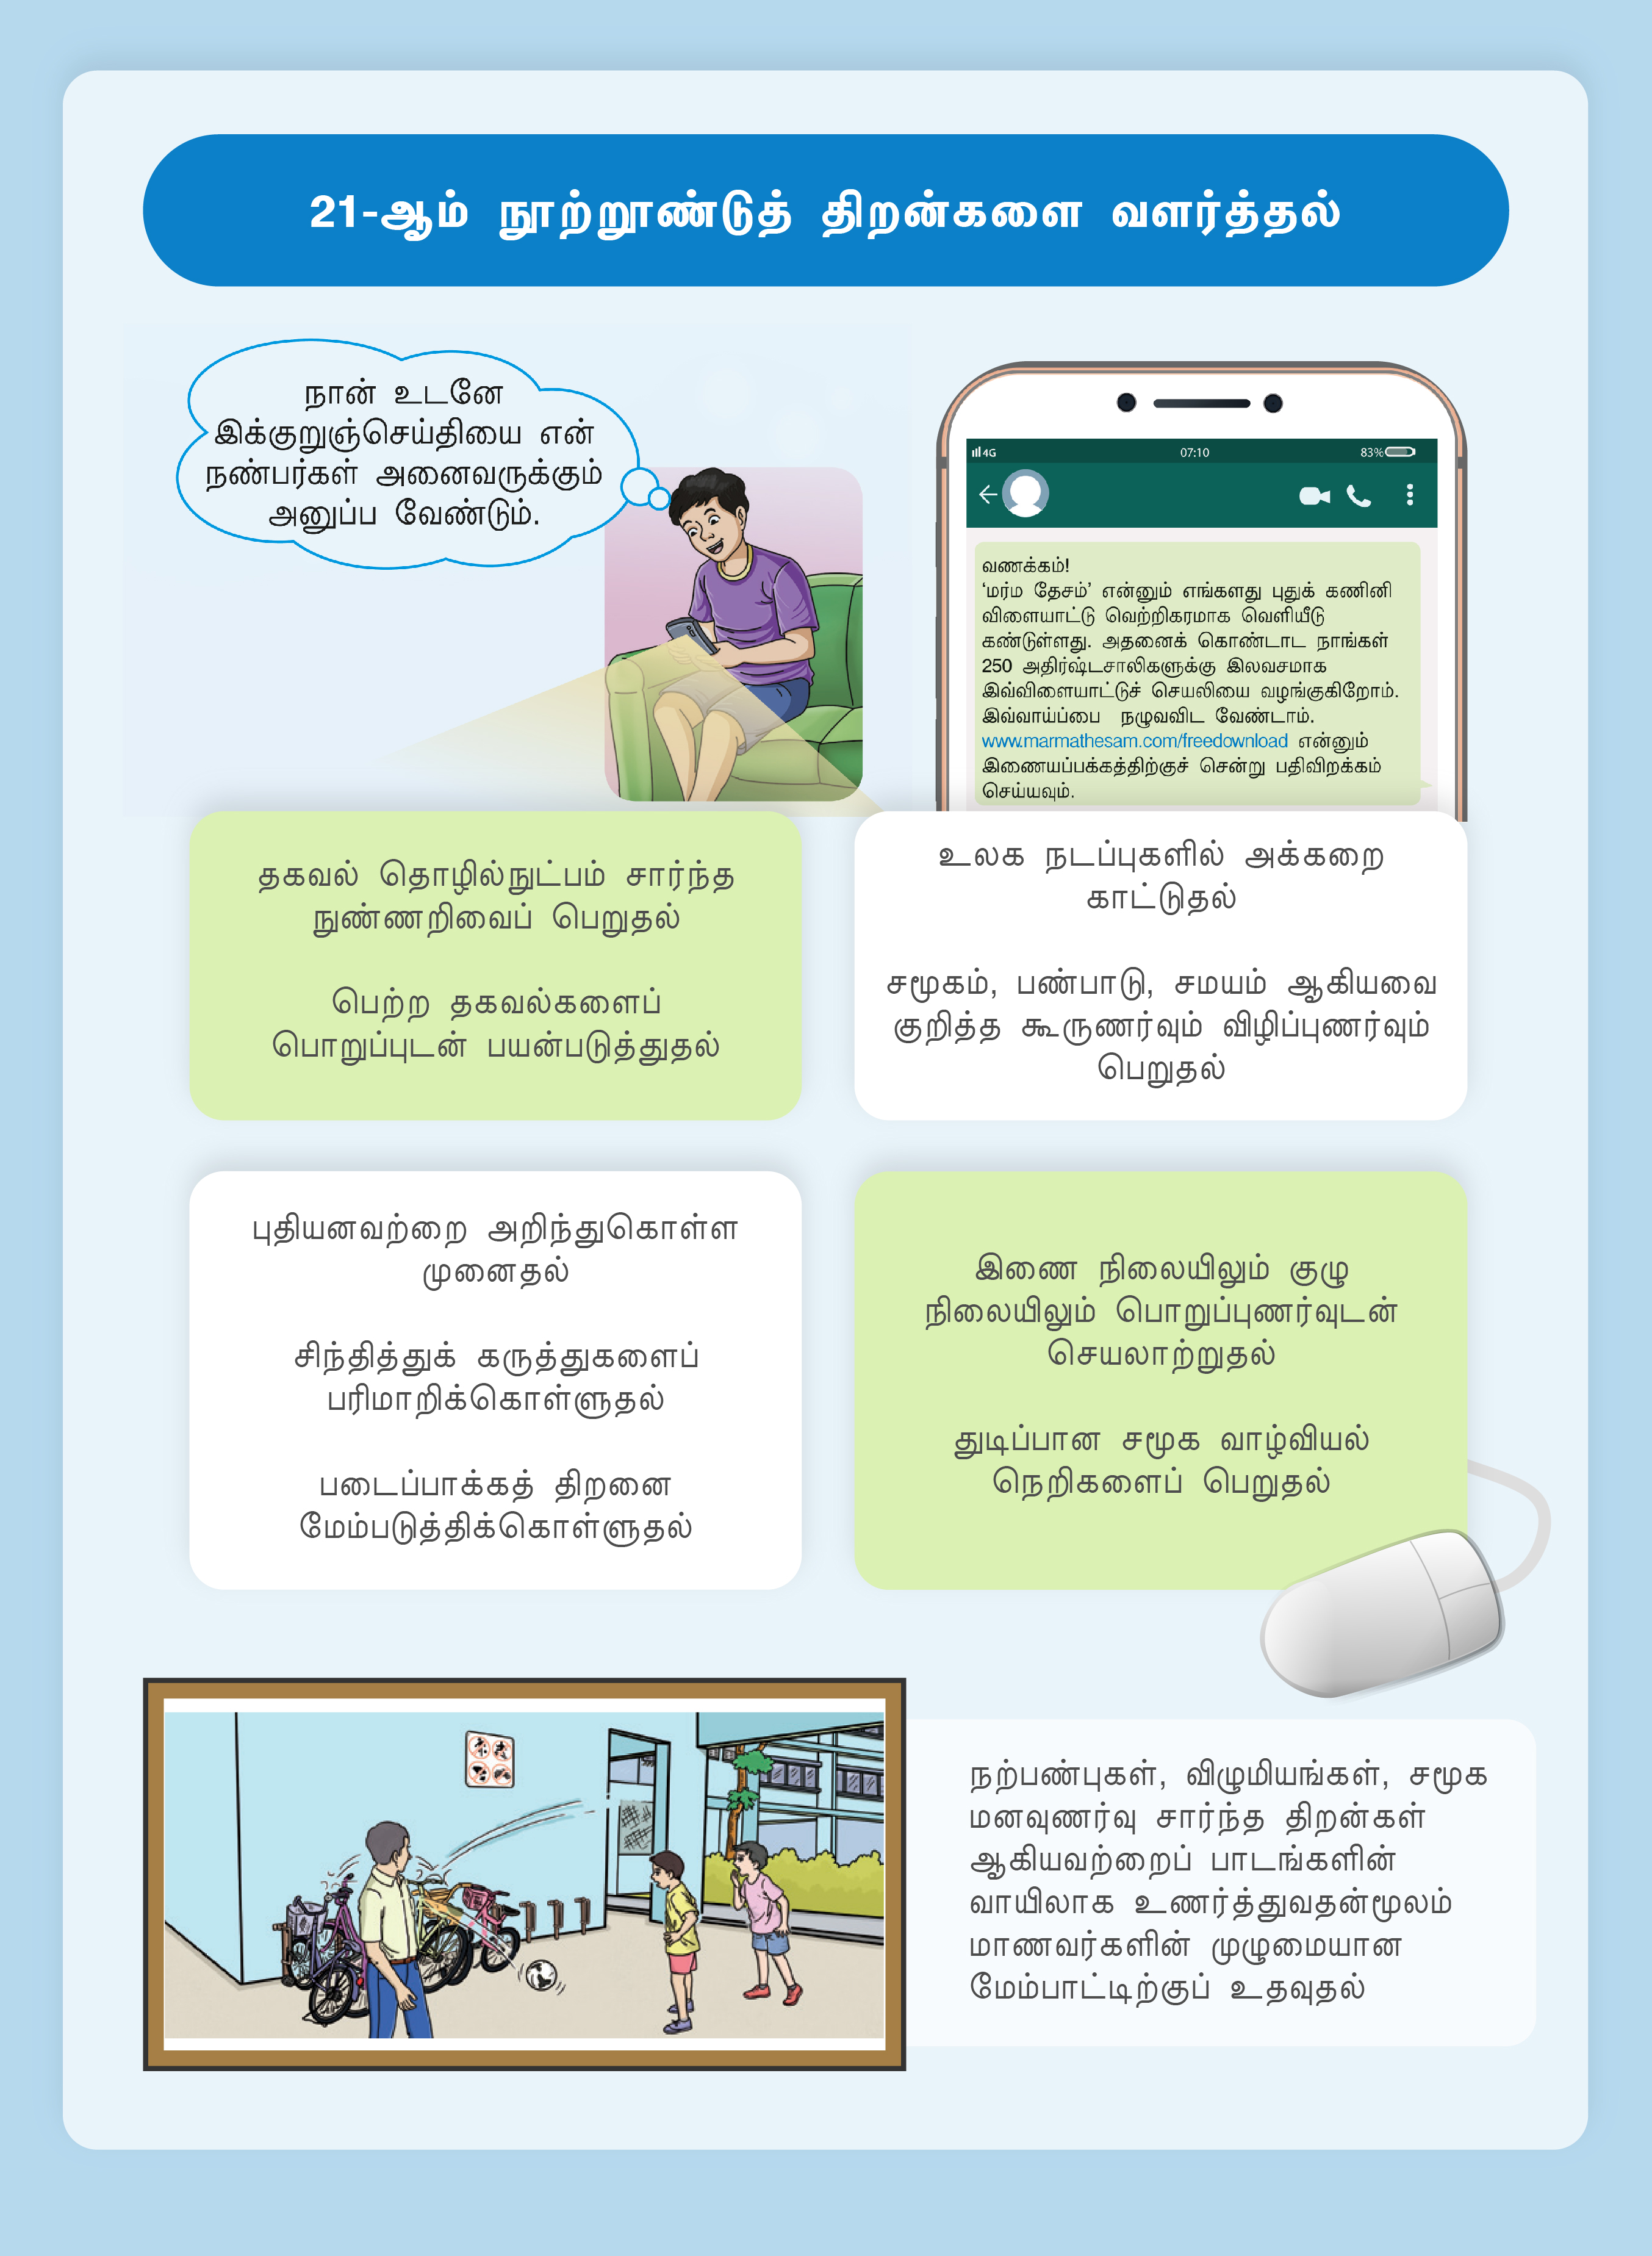 21-ஆம் நூற்றூண்டுத் திறன்களை வளர்த்தல்
நான் உடனே
இக்குறுஞ்செய்தியை என்
நண்பர்கள் அனைவருக்கும்
அனுப்ப வேண்டும்.
4G 07:10 83%
வணக்கம்!
‘மர்ம தேசம்’ என்னும் எங்களது புதுக் கணினி
விளையாட்டு வெற்றிகரமாக வெளியீடு
கண்டுள்ளது. அதனைக் கொண்டாட நாங்கள்
250 அதிர்ஷ்டசாலிகளுக்கு இலவசமாக
இவ்விளையாட்டுச் செயலியை வழங்குகிறோம்.
இவ்வாய்ப்பை நழுவவிட வேண்டாம்.
www.marmathesam.com/freedownload என்னும்
இணையப்பக்கத்திற்குச் சென்று பதிவிறக்கம்
செய்யவும்.
தகவல் தொழில்நுட்பம் சார்ந்த
நுண்ணறிவைப் பெறுதல்
பெற்ற தகவல்களைப்
பொறுப்புடன் பயன்படுத்துதல்
உலக நடப்புகளில் அக்கறை
காட்டுதல்
சமூகம், பண்பாடு, சமயம் ஆகியவை
குறித்த கூருணர்வும் விழிப்புணர்வும்
பெறுதல்
புதியனவற்றை அறிந்துகொள்ள
முனைதல்
சிந்தித்துக் கருத்துகளைப்
பரிமாறிக்கொள்ளுதல்
படைப்பாக்கத் திறனை
மேம்படுத்திக்கொள்ளுதல்
இணை நிலையிலும் குழு
நிலையிலும் பொறுப்புணர்வுடன்
செயலாற்றுதல்
துடிப்பான சமூக வாழ்வியல்
நெறிகளைப் பெறுதல்
நற்பண்புகள், விழுமியங்கள், சமூக
மனவுணர்வு சார்ந்த திறன்கள்
ஆகியவற்றைப் பாடங்களின்
வாயிலாக உணர்த்துவதன்மூலம்
மாணவர்களின் முழுமையான
மேம்பாட்டிற்குப் உதவுதல்